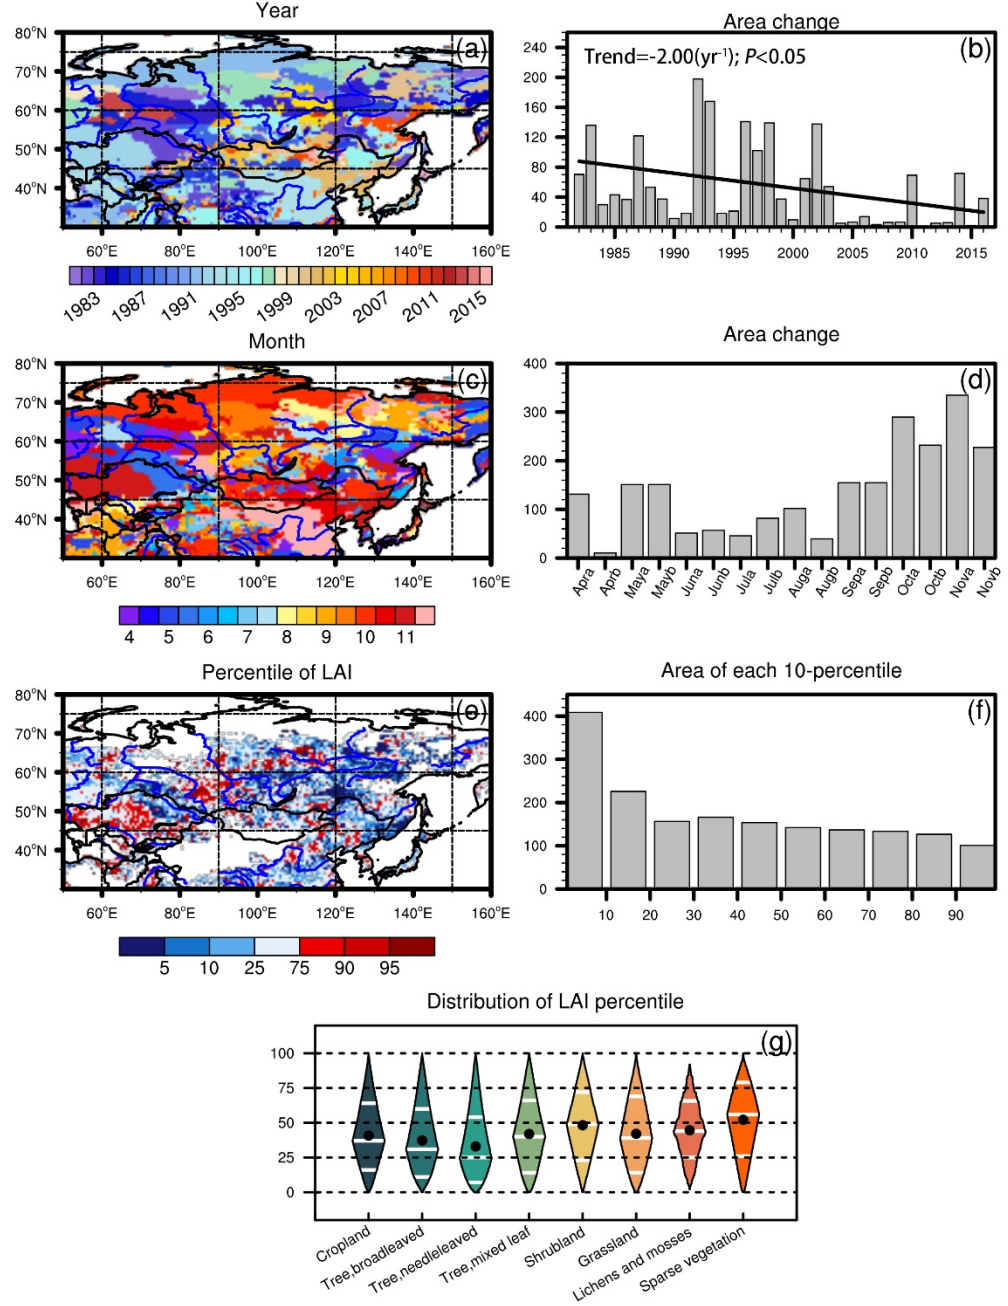 Year
(a)
80°N
70°N
60°N
50°N
40°N
60°E 80°E 100°E 120°E 140°E 160°E
1983 1987 1991 1995 1999 2003 2007 2011 2015
Area change
(b)
Trend=-2.00(yr⁻¹); P<0.05
240
200
160
120
80
40
0
1985 1990 1995 2000 2005 2010 2015
Month
(c)
80°N
70°N
60°N
50°N
40°N
60°E 80°E 100°E 120°E 140°E 160°E
4 5 6 7 8 9 10 11
Area change
(d)
400
300
200
100
0
Apra Aprb Maya Mayb Juna Junb Jula Julb Auga Augb Sepa Sepb Octa Octb Nova Novb
Percentile of LAI
(e)
80°N
70°N
60°N
50°N
40°N
60°E 80°E 100°E 120°E 140°E 160°E
5 10 25 75 90 95
Area of each 10-percentile
(f)
400
300
200
100
0
10 20 30 40 50 60 70 80 90
Distribution of LAI percentile
(g)
100
75
50
25
0
Cropland
Tree,broadleaved
Tree,needleleaved
Tree,mixed leaf
Shrubland
Grassland
Lichens and mosses
Sparse vegetation